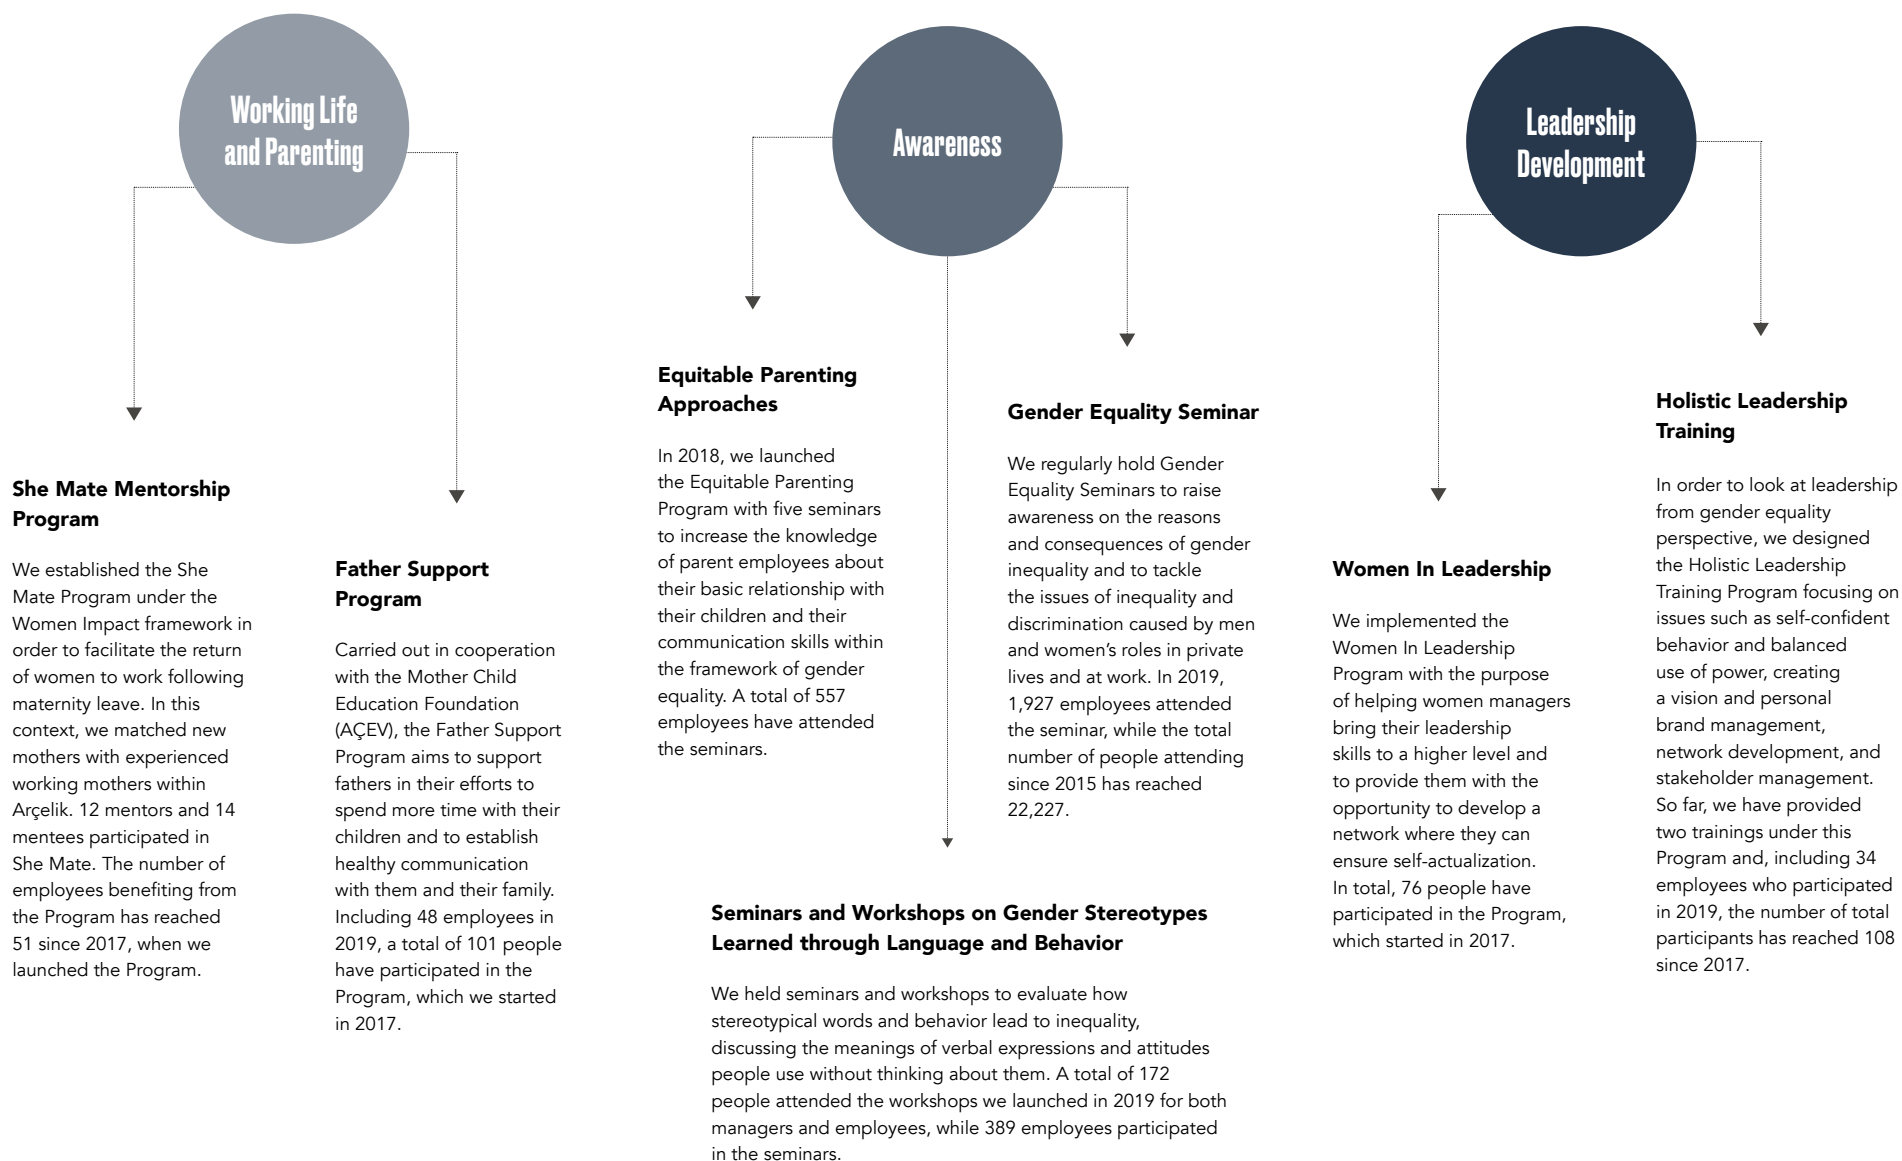 Working Life
and Parenting
She Mate Mentorship
Program
We established the She
Mate Program under the
Women Impact framework in
order to facilitate the return
of women to work following
maternity leave. In this
context, we matched new
mothers with experienced
working mothers within
Arçelik. 12 mentors and 14
mentees participated in
She Mate. The number of
employees benefiting from
the Program has reached
51 since 2017, when we
launched the Program.
Father Support
Program
Carried out in cooperation
with the Mother Child
Education Foundation
(AÇEV), the Father Support
Program aims to support
fathers in their efforts to
spend more time with their
children and to establish
healthy communication
with them and their family.
Including 48 employees in
2019, a total of 101 people
have participated in the
Program, which we started
in 2017.
Awareness
Equitable Parenting
Approaches
In 2018, we launched
the Equitable Parenting
Program with five seminars
to increase the knowledge
of parent employees about
their basic relationship with
their children and their
communication skills within
the framework of gender
equality. A total of 557
employees have attended
the seminars.
Gender Equality Seminar
We regularly hold Gender
Equality Seminars to raise
awareness on the reasons
and consequences of gender
inequality and to tackle
the issues of inequality and
discrimination caused by men
and women’s roles in private
lives and at work. In 2019,
1,927 employees attended
the seminar, while the total
number of people attending
since 2015 has reached
22,227.
Seminars and Workshops on Gender Stereotypes
Learned through Language and Behavior
We held seminars and workshops to evaluate how
stereotypical words and behavior lead to inequality,
discussing the meanings of verbal expressions and attitudes
people use without thinking about them. A total of 172
people attended the workshops we launched in 2019 for both
managers and employees, while 389 employees participated
in the seminars.
Leadership
Development
Women In Leadership
We implemented the
Women In Leadership
Program with the purpose
of helping women managers
bring their leadership
skills to a higher level and
to provide them with the
opportunity to develop a
network where they can
ensure self-actualization.
In total, 76 people have
participated in the Program,
which started in 2017.
Holistic Leadership
Training
In order to look at leadership
from gender equality
perspective, we designed
the Holistic Leadership
Training Program focusing on
issues such as self-confident
behavior and balanced
use of power, creating
a vision and personal
brand management,
network development, and
stakeholder management.
So far, we have provided
two trainings under this
Program and, including 34
employees who participated
in 2019, the number of total
participants has reached 108
since 2017.